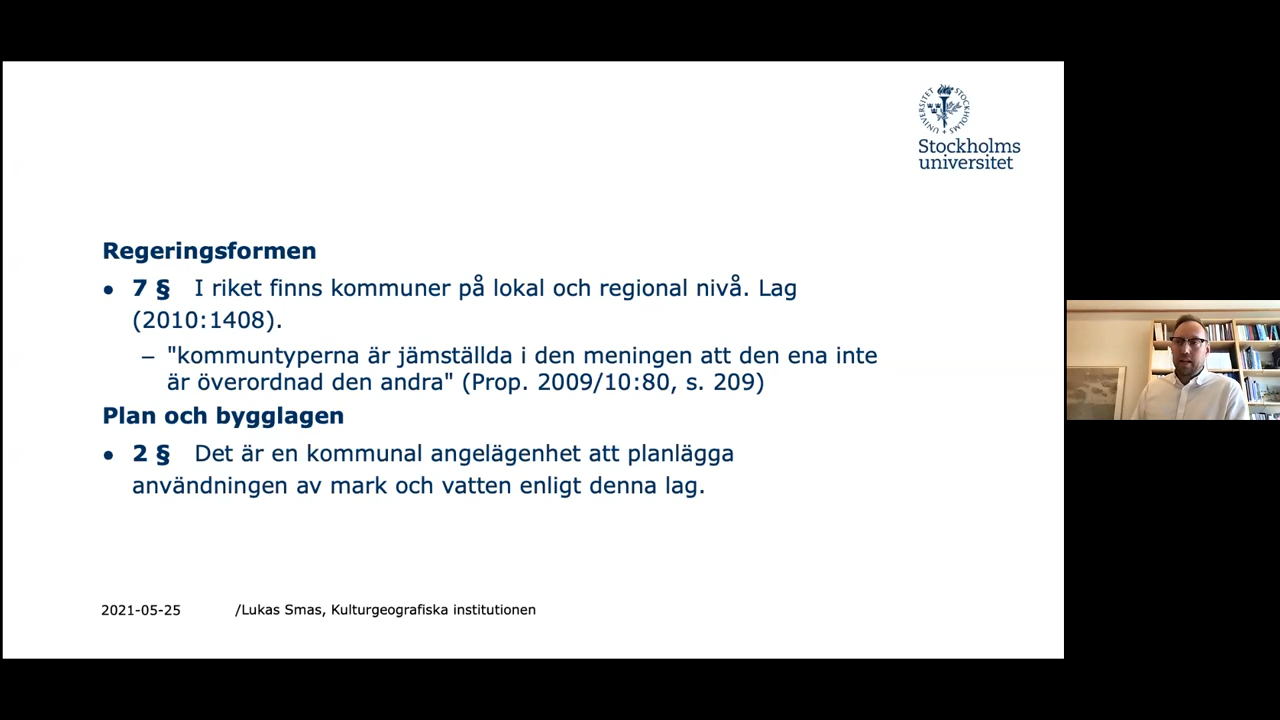 STOCKHOLMS UNIVERSITET
Stockholms
universitet
Regeringsformen
• 7 § I riket finns kommuner på lokal och regional nivå. Lag
(2010:1408).
– "kommuntyperna är jämställda i den meningen att den ena inte
är överordnad den andra" (Prop. 2009/10:80, s. 209)
Plan och bygglagen
• 2 § Det är en kommunal angelägenhet att planlägga
användningen av mark och vatten enligt denna lag.
2021-05-25 /Lukas Smas, Kulturgeografiska institutionen